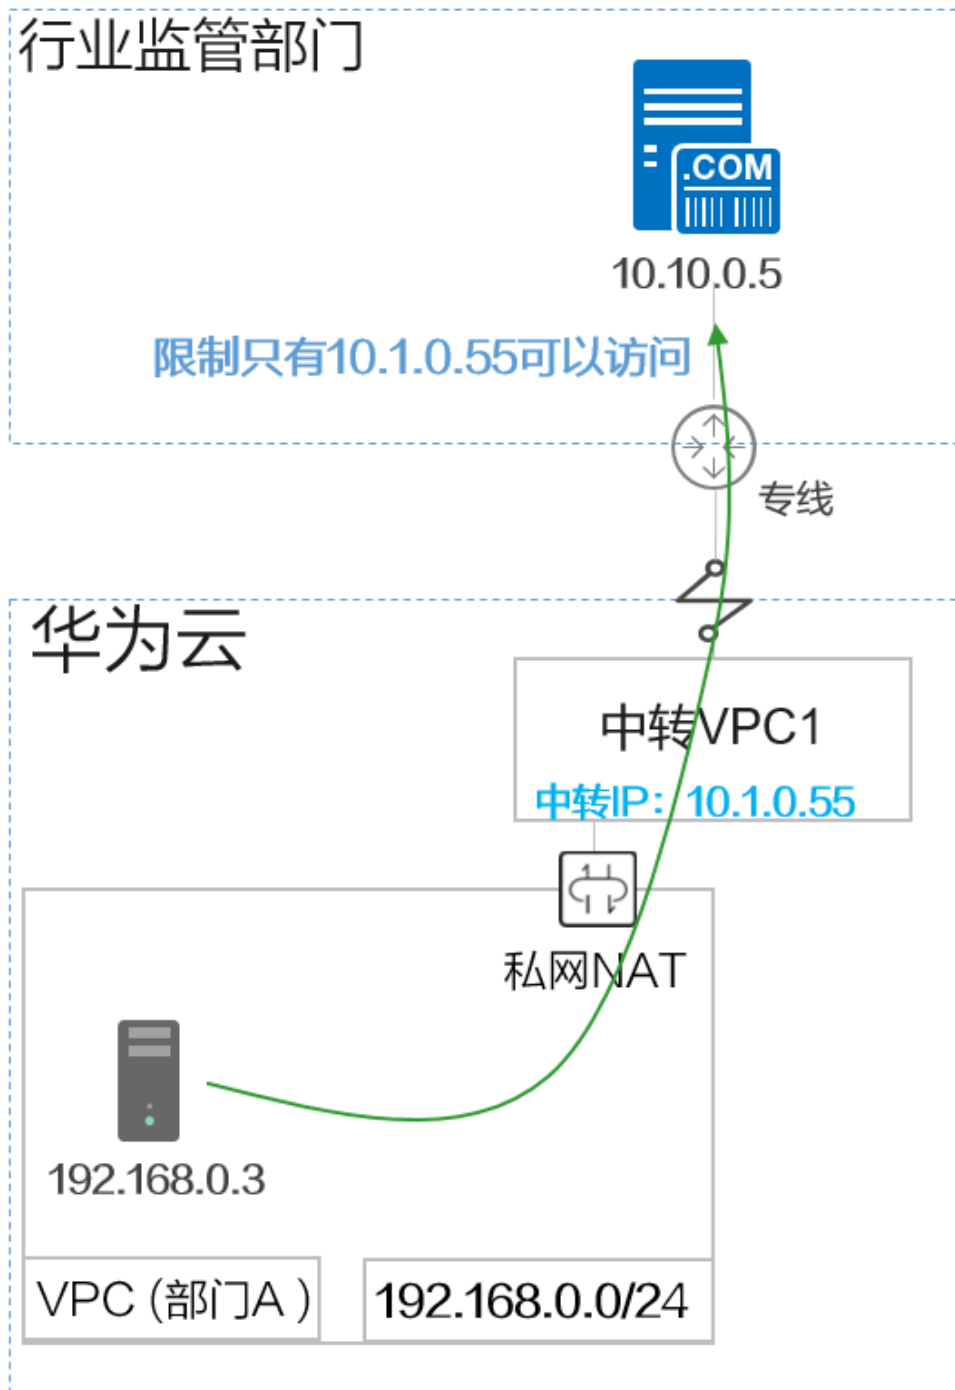 行业监管部门
.COM
10.10.0.5
限制只有10.1.0.55可以访问
专线
华为云
中转VPC1
中转IP：10.1.0.55
私网NAT
192.168.0.3
VPC (部门A )
192.168.0.0/24